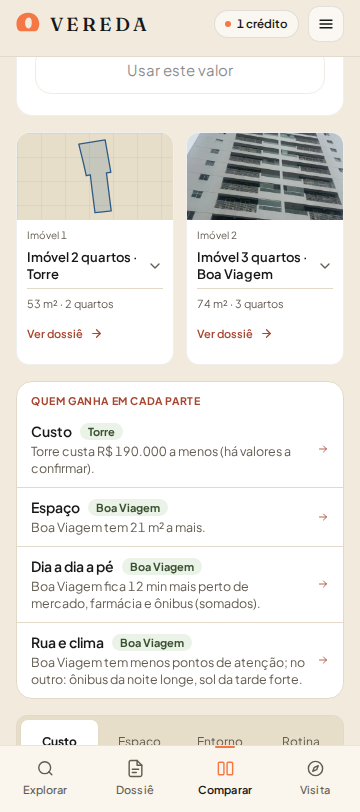 VEREDA
1 crédito
Usar este valor
Imóvel 1
Imóvel 2 quartos ·
Torre
53 m² · 2 quartos
Ver dossiê →
Imóvel 2
Imóvel 3 quartos ·
Boa Viagem
74 m² · 3 quartos
Ver dossiê →
QUEM GANHA EM CADA PARTE
Custo Torre
Torre custa R$ 190.000 a menos (há valores a
confirmar).
→
Espaço Boa Viagem
Boa Viagem tem 21 m² a mais.
→
Dia a dia a pé Boa Viagem
Boa Viagem fica 12 min mais perto de
mercado, farmácia e ônibus (somados).
→
Rua e clima Boa Viagem
Boa Viagem tem menos pontos de atenção; no
outro: ônibus da noite longe, sol da tarde forte.
→
Custo Espaço Entorno Rotina
Explorar Dossiê Comparar Visita